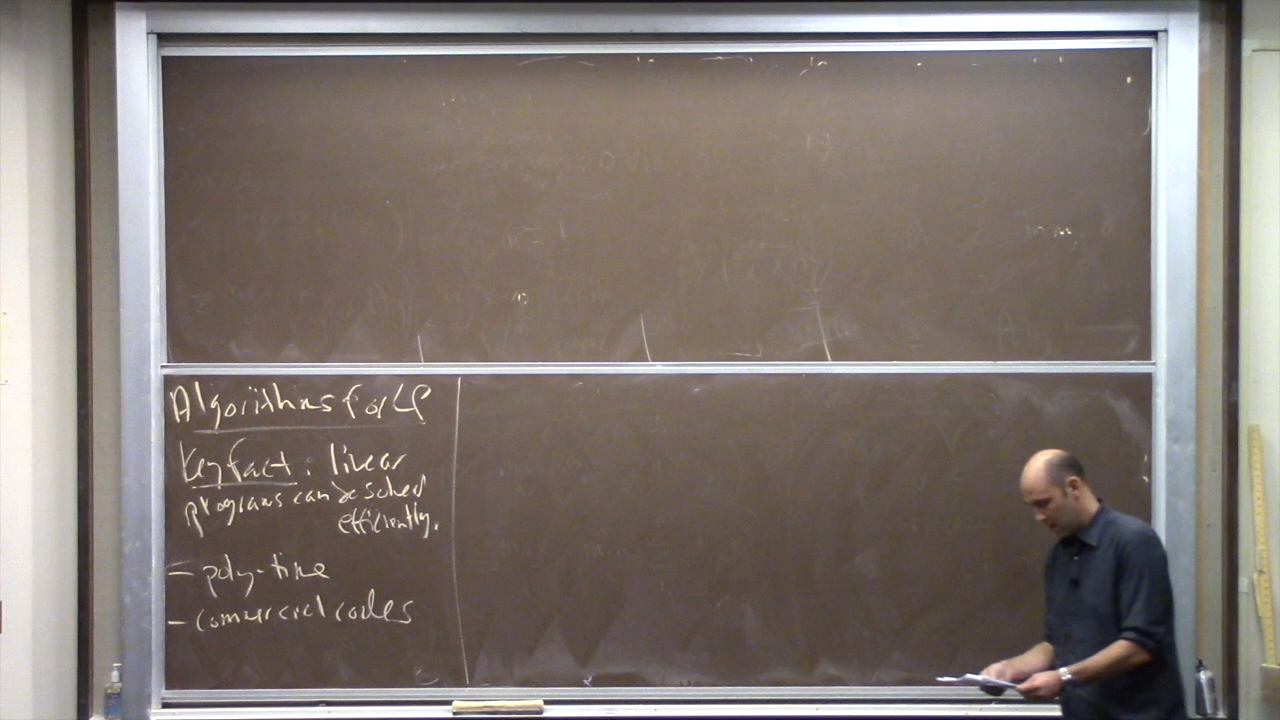 Algorithms for LP
Key fact: linear
programs can be solved
efficiently.
- poly-time
- commercial codes